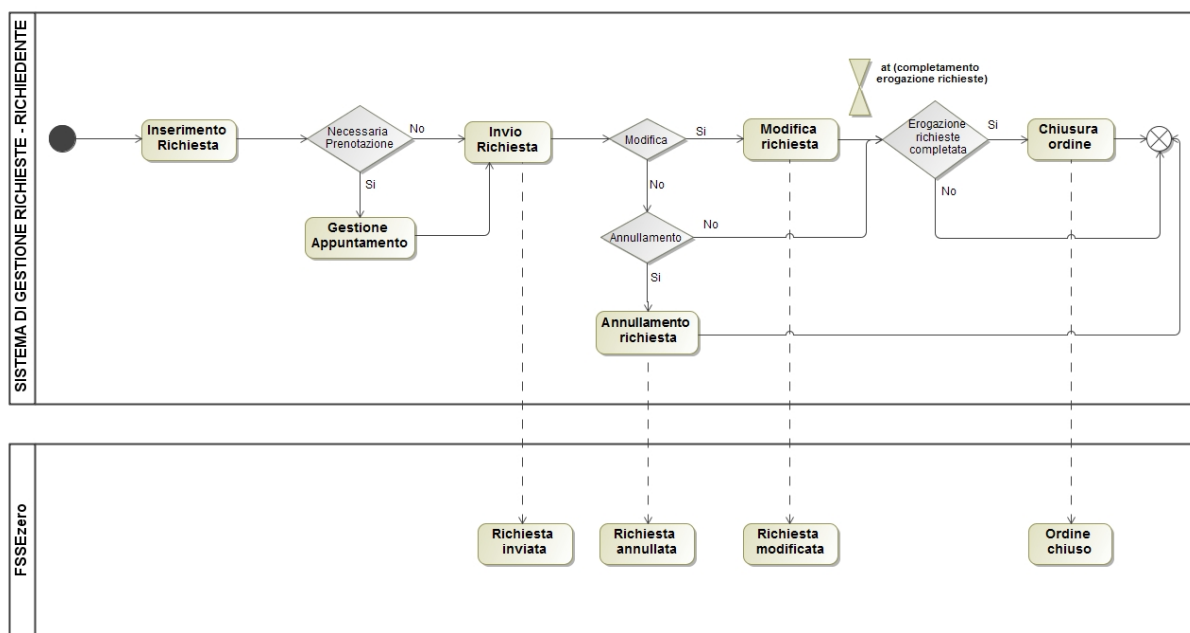 SISTEMA DI GESTIONE RICHIESTE - RICHIEDENTE
at (completamento
erogazione richieste)
Inserimento
Richiesta
Necessaria
Prenotazione
No
Si
Gestione
Appuntamento
Invio
Richiesta
Modifica
Si
No
Modifica
richiesta
Annullamento
No
Si
Annullamento
richiesta
Erogazione
richieste
completata
Si
No
Chiusura
ordine
FSSEzero
Richiesta
inviata
Richiesta
annullata
Richiesta
modificata
Ordine
chiuso